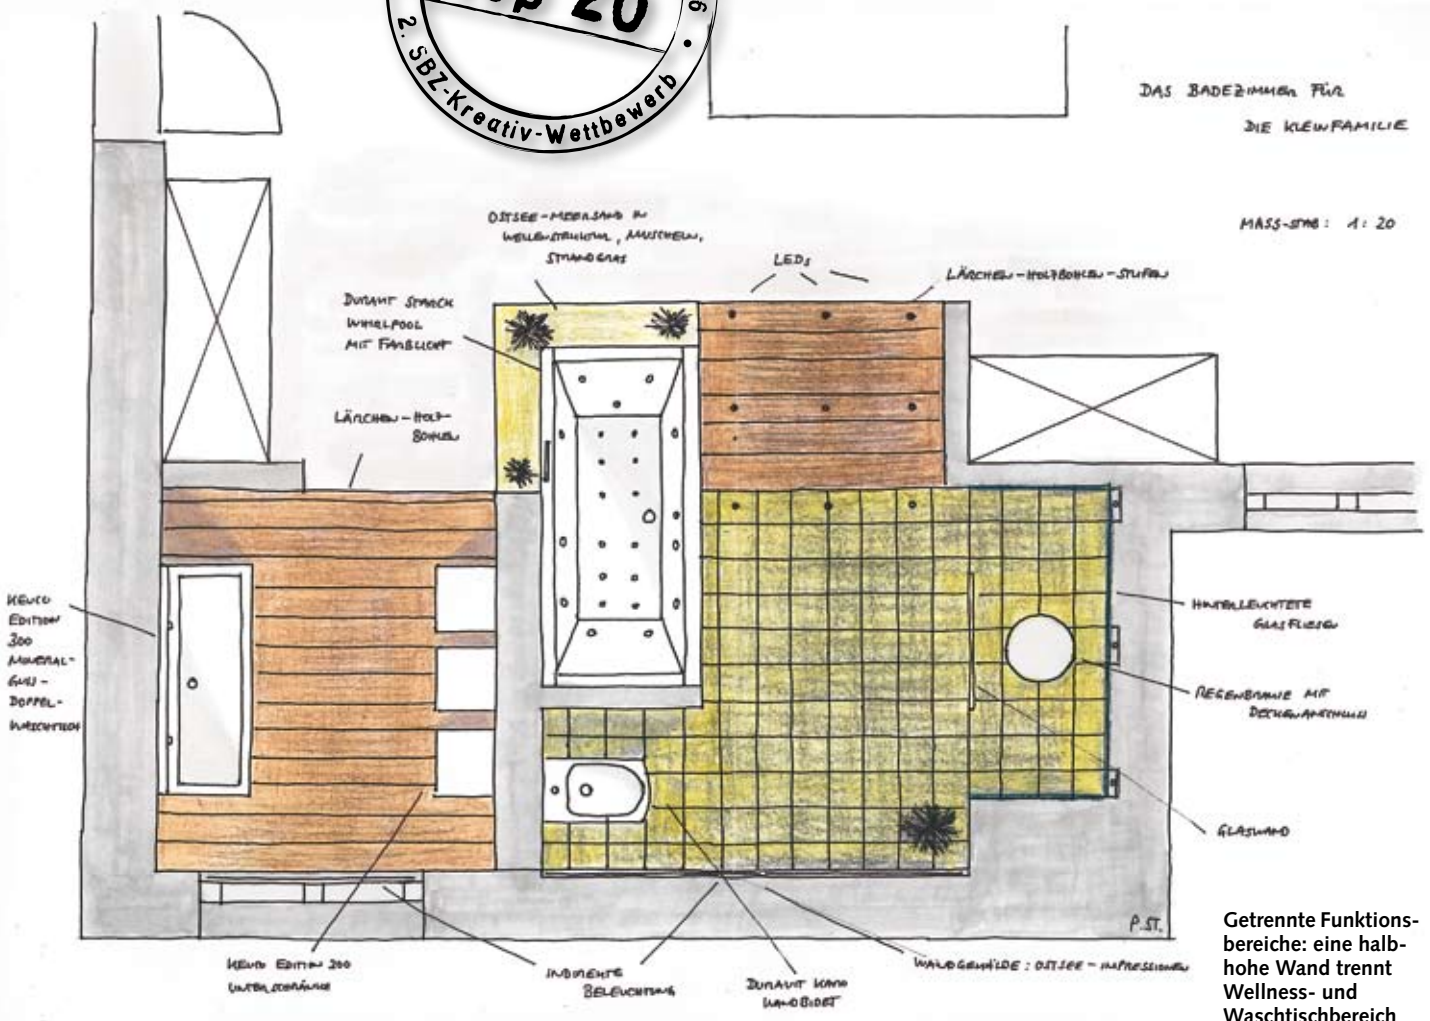 20
2. SBZ-Kreativ-Wettbewerb
DAS BADEZIMMER FÜR
DIE KLEINFAMILIE
MASS-STAB: 1:20
OSTSEE-MEERSAND IN
WELLENSTRUKTUR, MUSCHELN,
STRANDGRAS
LEDs
LÄRCHEN-HOLZBOHLEN-STUFEN
DURAVIT STARCK
WHIRLPOOL
MIT FARBLICHT
LÄRCHEN-HOLZ-
BOHLEN
KEUCO
EDITION
300
MINERAL-
GUSS-
DOPPEL-
WASCHTISCH
HINTERLEUCHTETE
GLASFLIESEN
REGENBRAUSE MIT
DECKENANSCHLUSS
GLASWAND
P.ST.
KEUCO EDITION 300
UNTERSCHRÄNKE
INDIREKTE
BELEUCHTUNG
DURAVIT
WANDBIDET
WANDGEMÄLDE: OSTSEE-IMPRESSIONEN
Getrennte Funktions-
bereiche: eine halb-
hohe Wand trennt
Wellness- und
Waschtischbereich